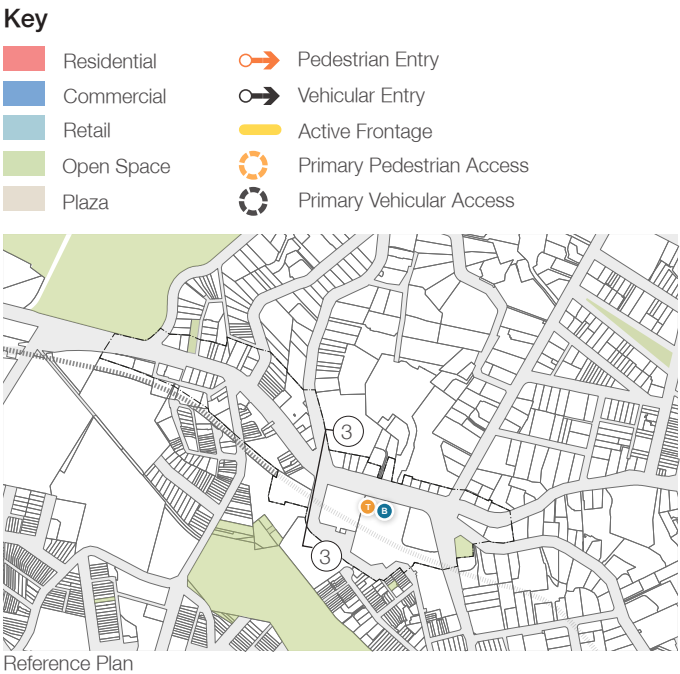 Key
Residential
Pedestrian Entry
Commercial
Vehicular Entry
Retail
Active Frontage
Open Space
Primary Pedestrian Access
Plaza
Primary Vehicular Access
3
T B
3
Reference Plan